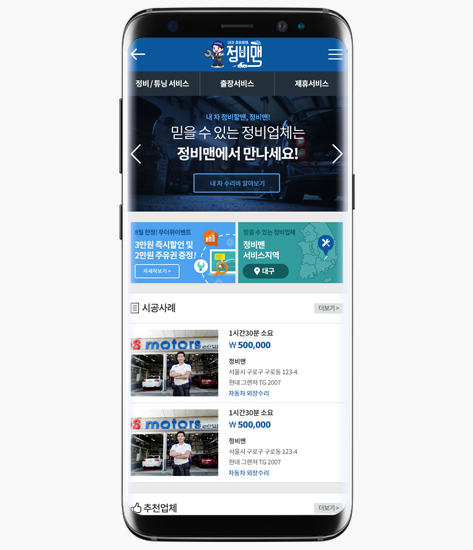 내차 정비할땐,
정비맨
정비 / 튜닝 서비스
출장서비스
제휴서비스
내 차 정비할땐, 정비맨!
믿을 수 있는 정비업체는
정비맨에서 만나세요!
내 차 수리비 알아보기
8월 한정! 무더위이벤트
3만원 즉시할인 및
2만원 주유권 증정!
자세히보기 >
믿을 수 있는 정비업체
정비맨
서비스지역
대구
시공사례
더보기 >
s motors
1시간30분 소요
₩ 500,000
정비맨
서울시 구로구 구로동 123-4
현대 그랜저 TG 2007
자동차 외장수리
s motors
1시간30분 소요
₩ 500,000
정비맨
서울시 구로구 구로동 123-4
현대 그랜저 TG 2007
자동차 외장수리
추천업체
더보기 >